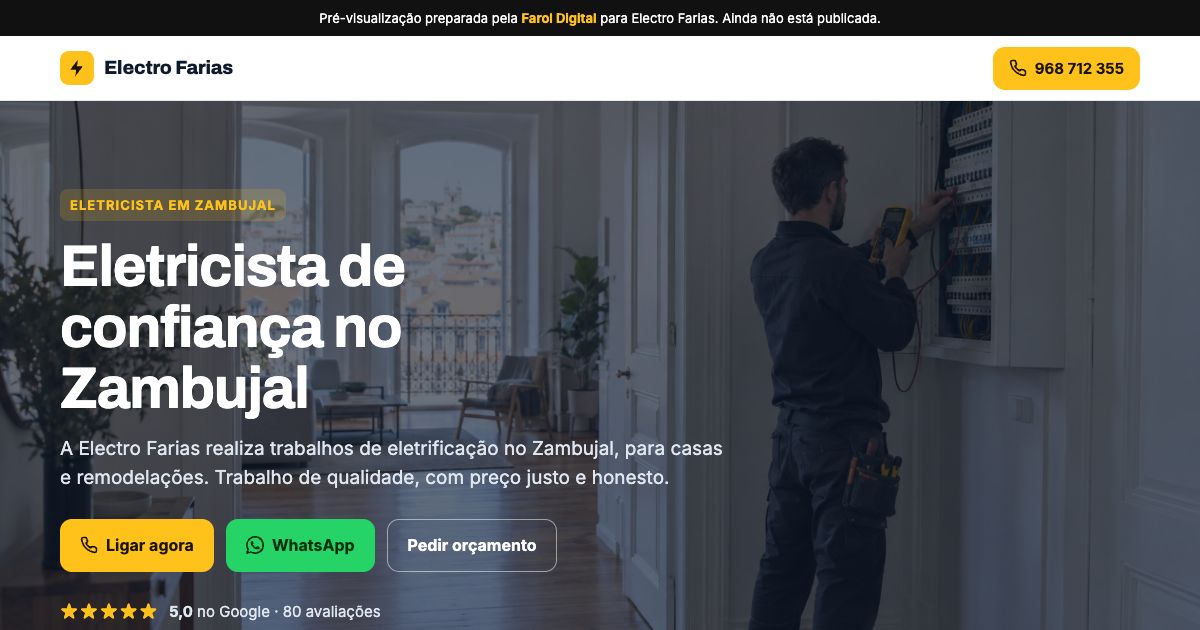 Pré-visualização preparada pela Farol Digital para Electro Farias. Ainda não está publicada.
Electro Farias
968 712 355
ELETRICISTA EM ZAMBUJAL
Eletricista de
confiança no
Zambujal
A Electro Farias realiza trabalhos de eletrificação no Zambujal, para casas
e remodelações. Trabalho de qualidade, com preço justo e honesto.
Ligar agora
WhatsApp
Pedir orçamento
5,0 no Google · 80 avaliações